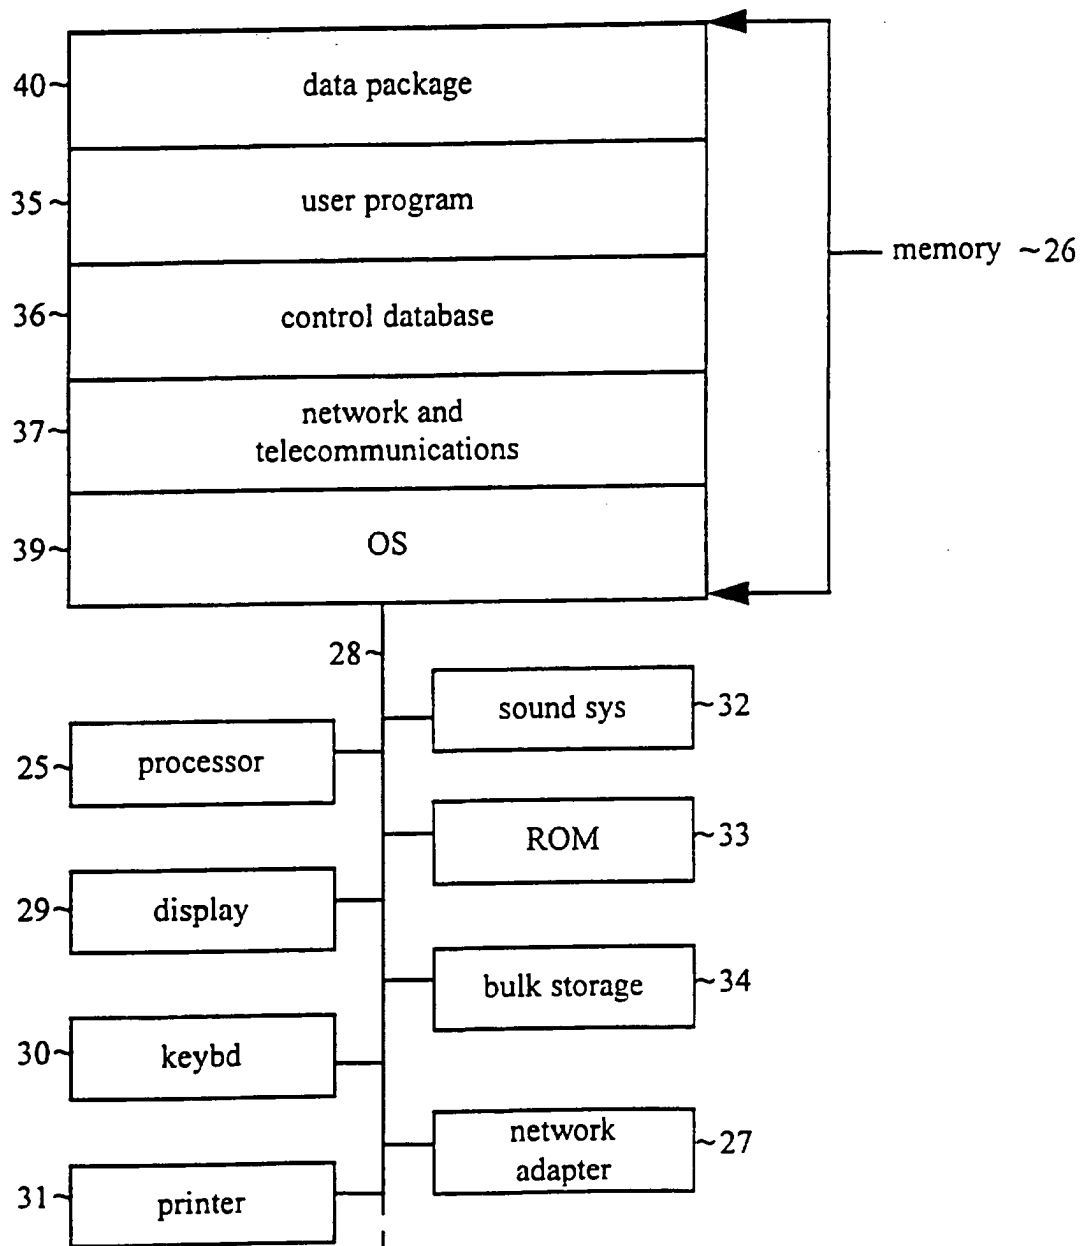 40~ data package
35~ user program
memory ~26
36~ control database
37~ network and
telecommunications
39~ OS
28~
sound sys ~32
25~ processor
ROM ~33
29~ display
bulk storage ~34
30~ keybd
network
adapter ~27
31~ printer